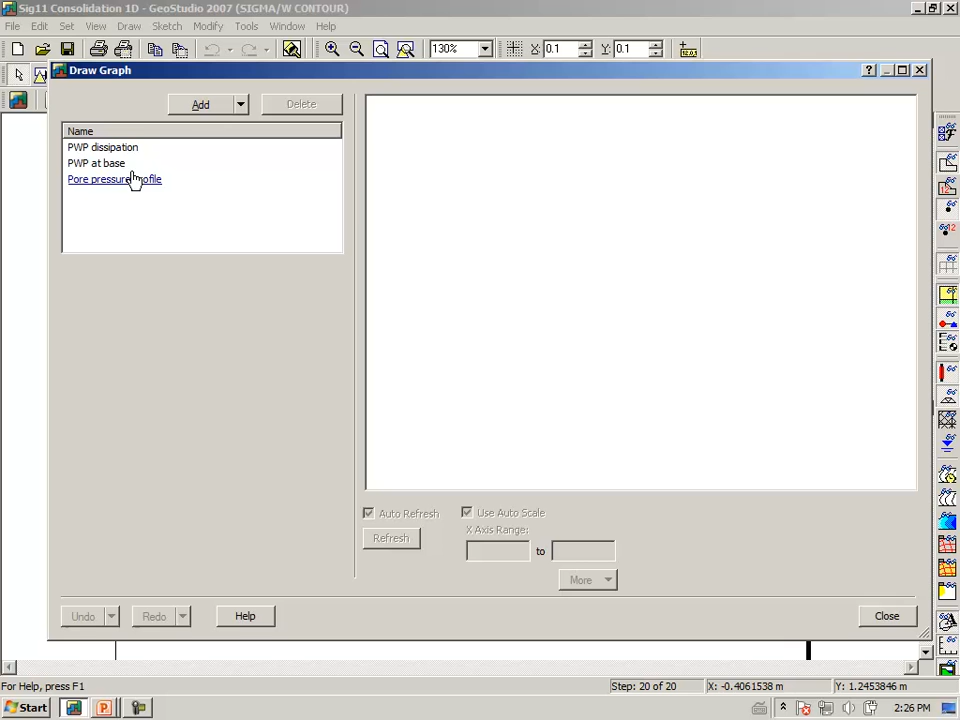 Sig11 Consolidation 1D - GeoStudio 2007 (SIGMA/W CONTOUR)
File Edit Set View Draw Sketch Modify Tools Window Help
130% X: 0.1 Y: 0.1
Draw Graph
Add Delete
Name
PWP dissipation
PWP at base
Pore pressure
Auto Refresh Use Auto Scale
X Axis Range:
Refresh to
More
Undo Redo Help Close
For Help, press F1 Step: 20 of 20 X: -0.4061538 m Y: 1.2453846 m
Start 2:26 PM